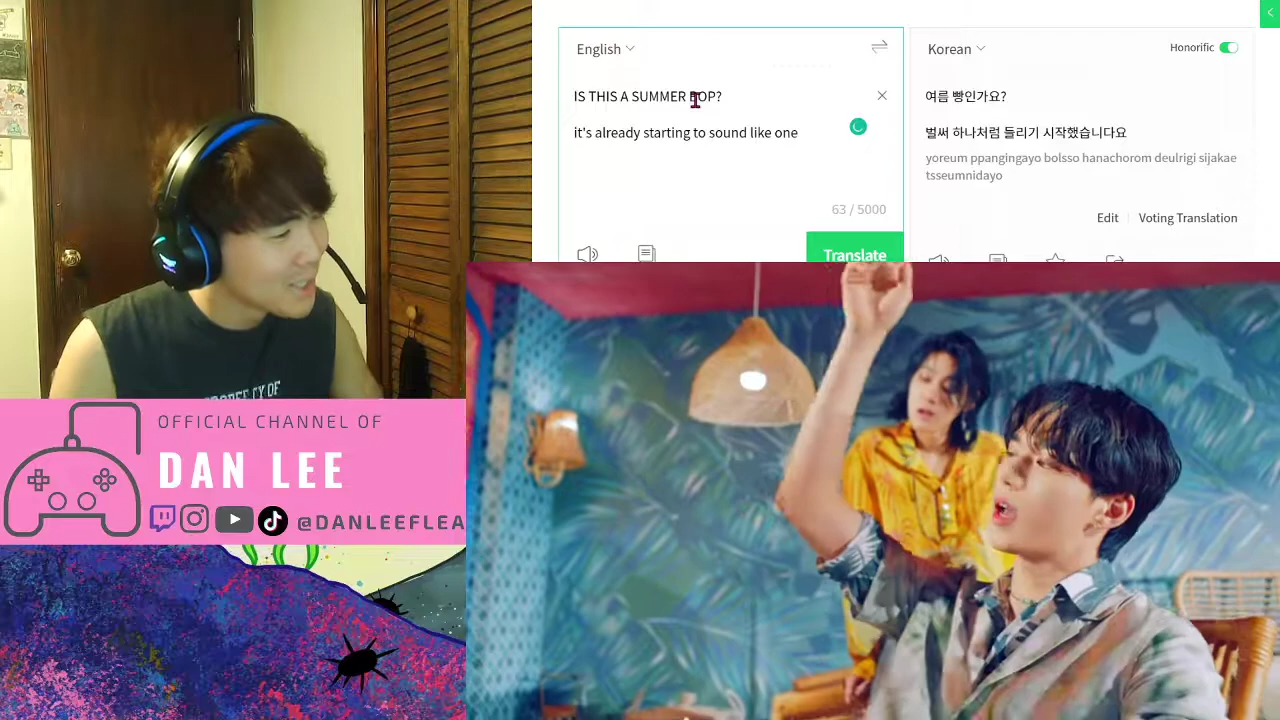 English
Korean
Honorific
IS THIS A SUMMER BOP?
it's already starting to sound like one
63 / 5000
Translate
여름 빵인가요?
벌써 하나처럼 들리기 시작했습니다요
yoreum ppangingayo bolsso hanachorom deulrigi sijakae
tsseumnidayo
Edit
Voting Translation
PROPERTY OF
OFFICIAL CHANNEL OF
DAN LEE
@DANLEEFLEA